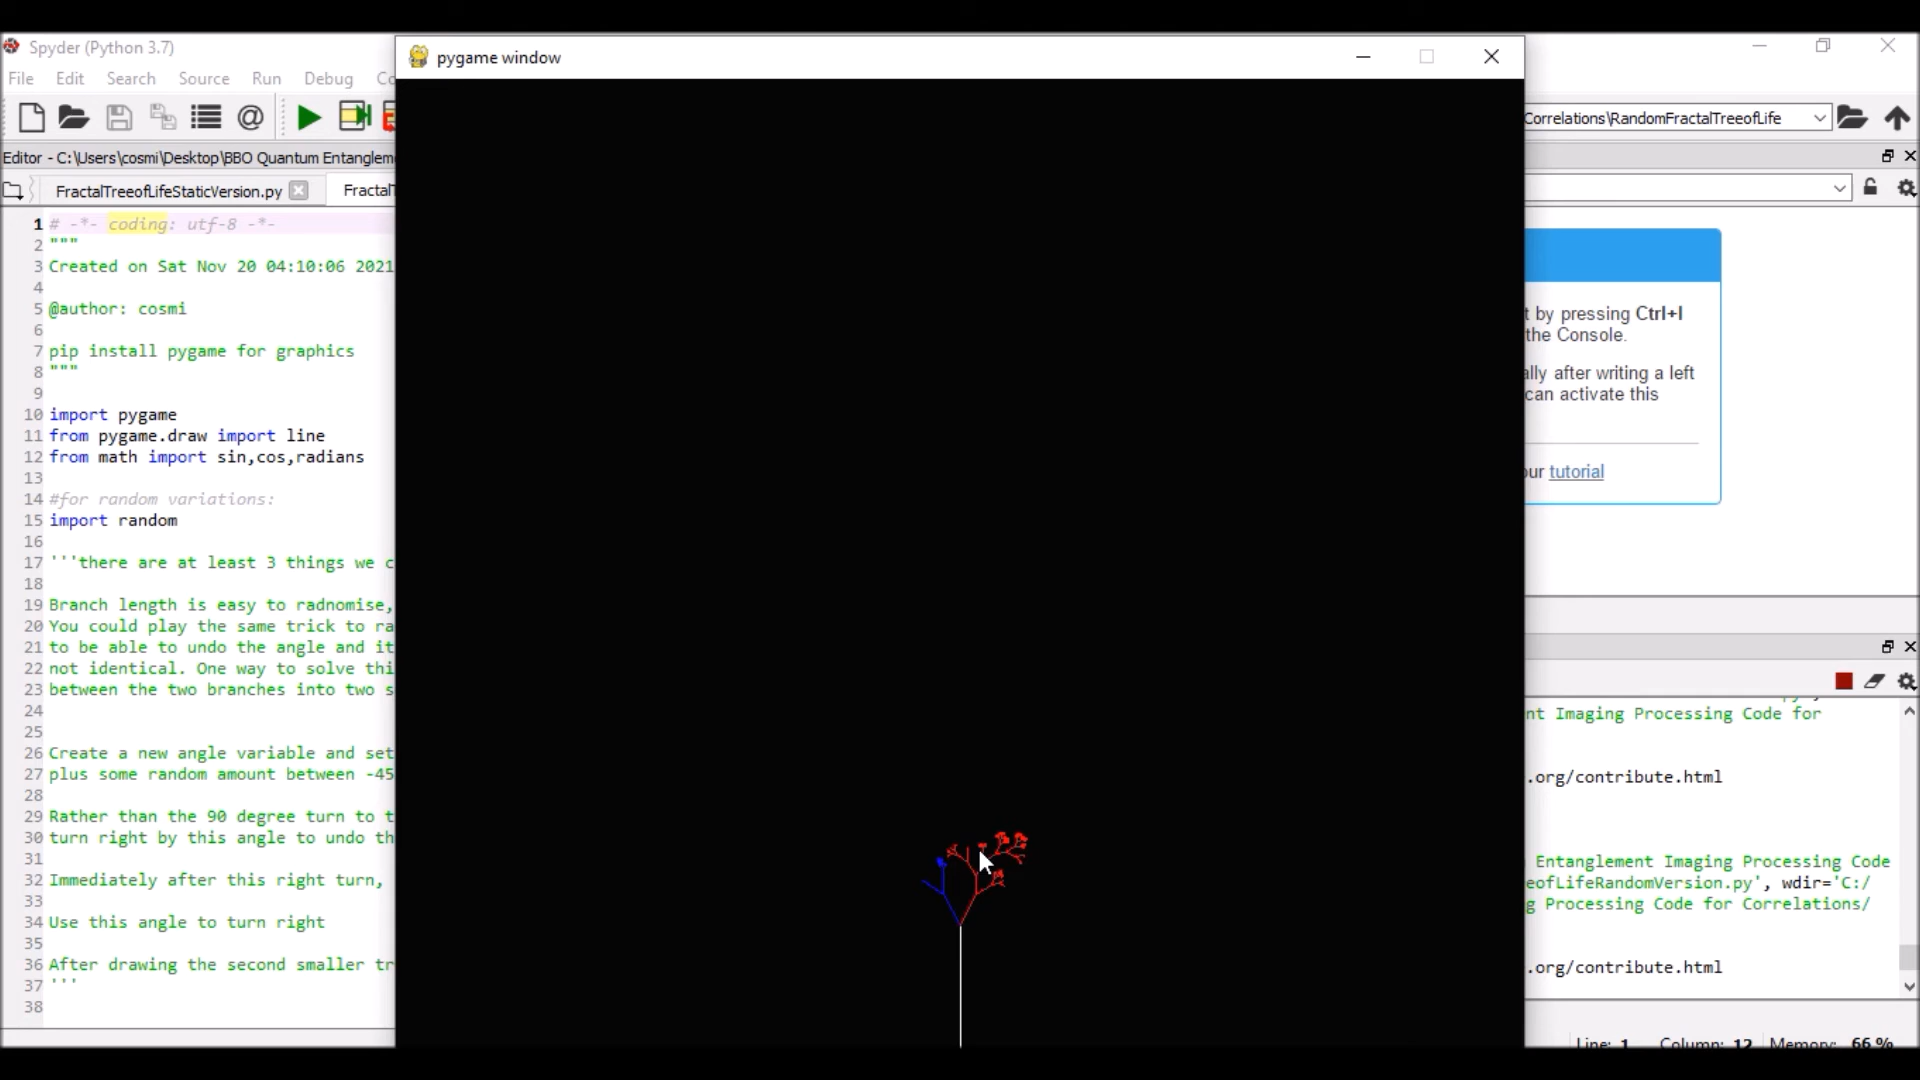 Spyder (Python 3.7)
pygame window
File Edit Search Source Run Debug Co
Correlations\RandomFractalTreeofLife
Editor - C:\Users\cosmi\Desktop\BBO Quantum Entanglem
FractalTreeofLifeStaticVersion.py
Fractal
1 # -*- coding: utf-8 -*-
2 """
3 Created on Sat Nov 20 04:10:06 2021
4
5 @author: cosmi
6
7 pip install pygame for graphics
8 """
9
10 import pygame
11 from pygame.draw import line
12 from math import sin,cos,radians
13
14 #for random variations:
15 import random
16
17 '''there are at least 3 things we c
18
19 Branch length is easy to radnomise,
20 You could play the same trick to ra
21 to be able to undo the angle and it
22 not identical. One way to solve thi
23 between the two branches into two s
24
25
26 Create a new angle variable and set
27 plus some random amount between -45
28
29 Rather than the 90 degree turn to t
30 turn right by this angle to undo th
31
32 Immediately after this right turn,
33
34 Use this angle to turn right
35
36 After drawing the second smaller tr
37 '''
38
t by pressing Ctrl+I
the Console.
ally after writing a left
can activate this
our tutorial
nt Imaging Processing Code for
.org/contribute.html
Entanglement Imaging Processing Code
eofLifeRandomVersion.py', wdir='C:/
g Processing Code for Correlations/
.org/contribute.html
Line: 1 Column: 12 Memory: 66 %